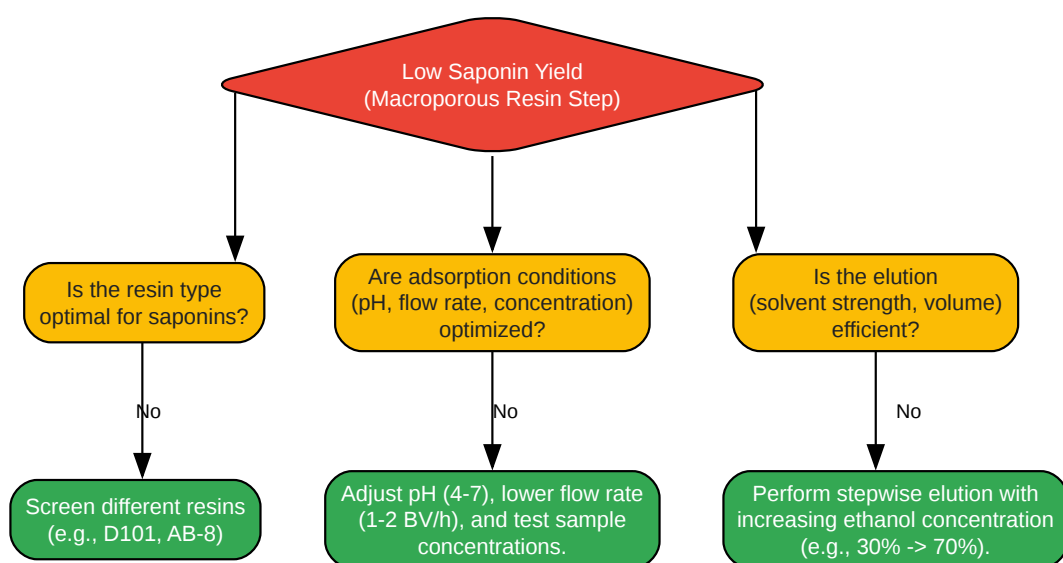 Low Saponin Yield
(Macroporous Resin Step)
Is the resin type
optimal for saponins?
Are adsorption conditions
(pH, flow rate, concentration)
optimized?
Is the elution
(solvent strength, volume)
efficient?
No
No
No
Screen different resins
(e.g., D101, AB-8)
Adjust pH (4-7), lower flow rate
(1-2 BV/h), and test sample
concentrations.
Perform stepwise elution with
increasing ethanol concentration
(e.g., 30% -> 70%).